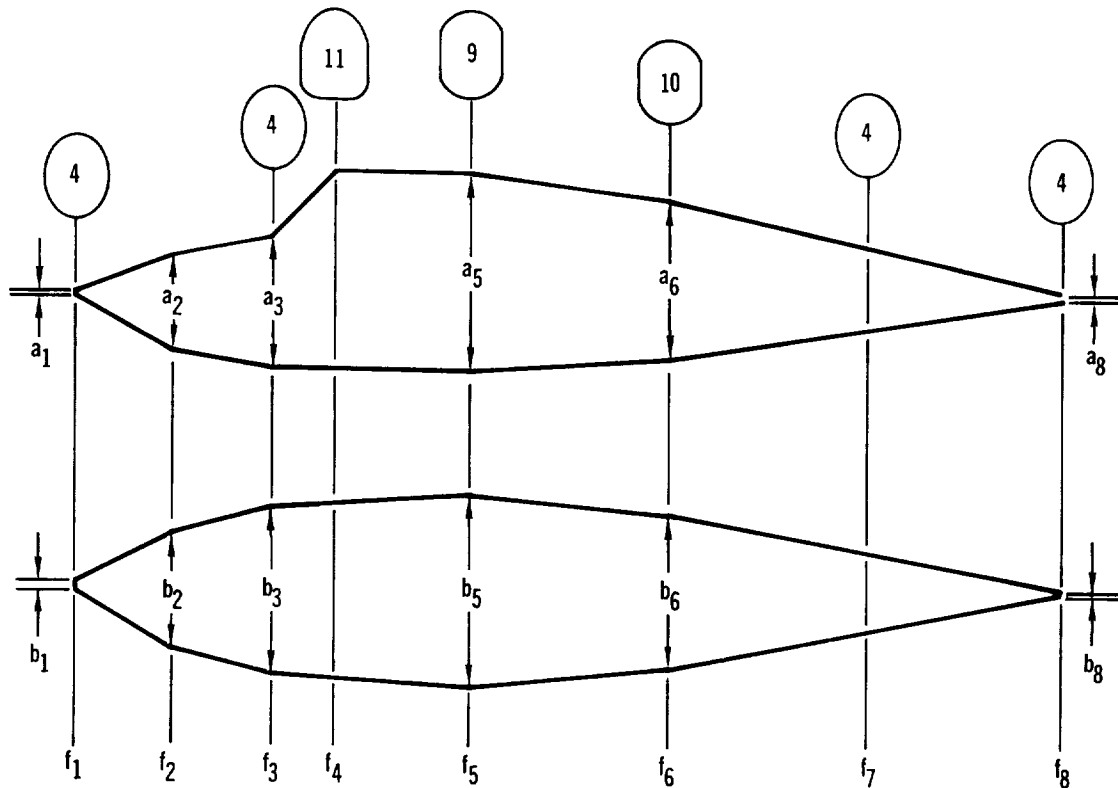 11
9
10
4
4
4
4
a₂
a₃
a₅
a₆
a₁
a₈
b₂
b₃
b₅
b₆
b₁
b₈
f₁
f₂
f₃
f₄
f₅
f₆
f₇
f₈